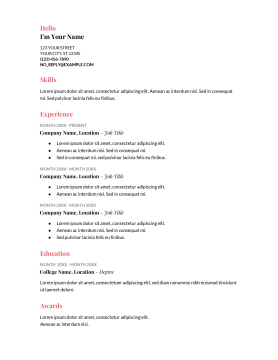 Hello
I'm Your Name
123 YOUR STREET
YOUR CITY, ST 12345
(123) 456-7890
NO_REPLY@EXAMPLE.COM
Skills
Lorem ipsum dolor sit amet, consectetur adipiscing elit. Aenean ac interdum nisi. Sed in consequat
mi. Sed pulvinar lacinia felis eu finibus.
Experience
MONTH 20XX - PRESENT
Company Name, Location - Job Title
● Lorem ipsum dolor sit amet, consectetur adipiscing elit.
● Aenean ac interdum nisi. Sed in consequat mi.
● Sed in consequat mi, sed pulvinar lacinia felis eu finibus.
MONTH 20XX - MONTH 20XX
Company Name, Location - Job Title
● Lorem ipsum dolor sit amet, consectetur adipiscing elit.
● Aenean ac interdum nisi. Sed in consequat mi.
MONTH 20XX - MONTH 20XX
Company Name, Location - Job Title
● Lorem ipsum dolor sit amet, consectetur adipiscing elit.
● Aenean ac interdum nisi. Sed in consequat mi.
● Sed pulvinar lacinia felis eu finibus.
Education
MONTH 20XX - MONTH 20XX
College Name, Location - Degree
Lorem ipsum dolor sit amet, consectetuer adipiscing elit, sed diam nonummy nibh euismod tincidunt
ut laoreet dolore.
Awards
Lorem ipsum dolor sit amet, consectetur adipiscing elit.
Aenean ac interdum nisi.